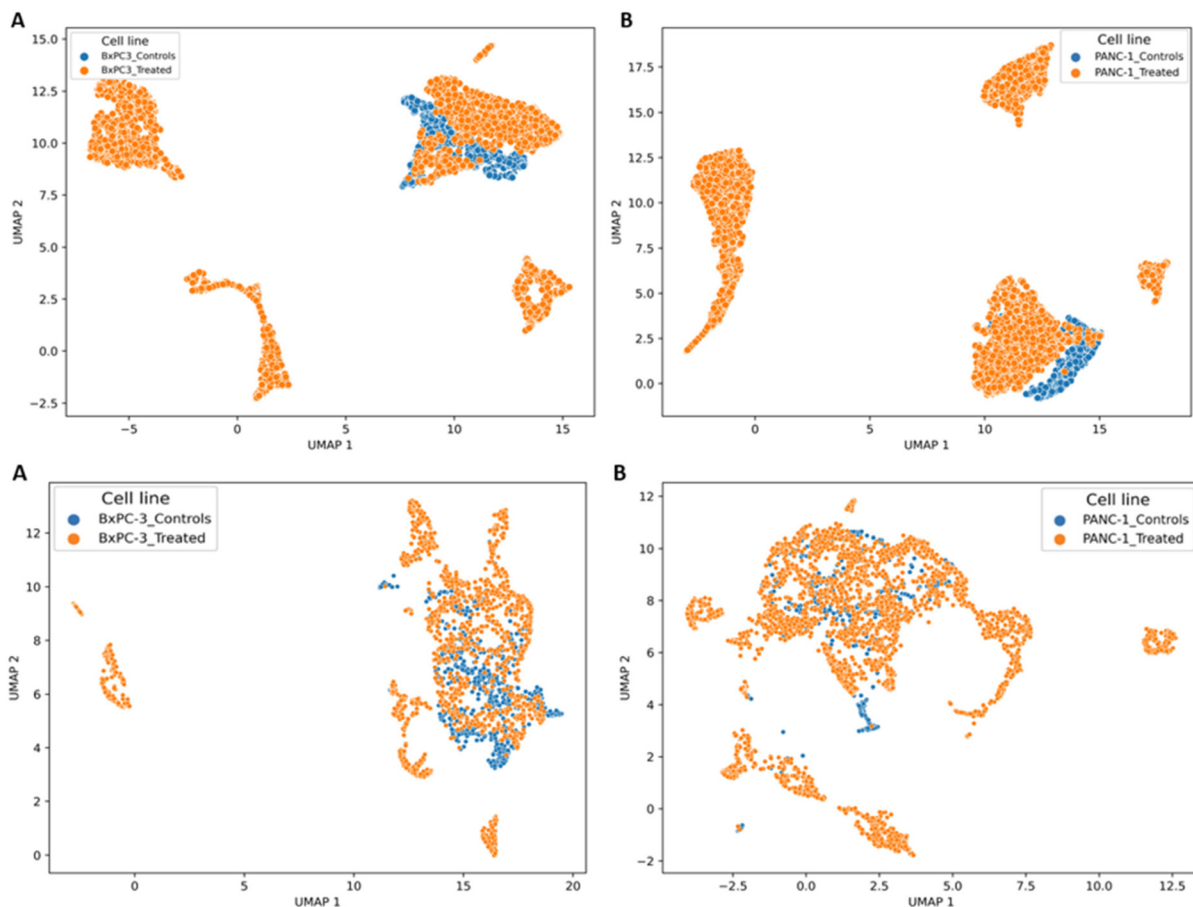 A
Cell line
BxPC3_Controls
BxPC3_Treated
15.0
12.5
10.0
7.5
5.0
2.5
0.0
−2.5
UMAP 2
−5
0
5
10
15
UMAP 1
B
Cell line
PANC-1_Controls
PANC-1_Treated
17.5
15.0
12.5
10.0
7.5
5.0
2.5
0.0
UMAP 2
0
5
10
15
UMAP 1
A
Cell line
BxPC-3_Controls
BxPC-3_Treated
12
10
8
6
4
2
0
UMAP 2
0
5
10
15
20
UMAP 1
B
Cell line
PANC-1_Controls
PANC-1_Treated
12
10
8
6
4
2
0
−2
UMAP 2
−2.5
0.0
2.5
5.0
7.5
10.0
12.5
UMAP 1